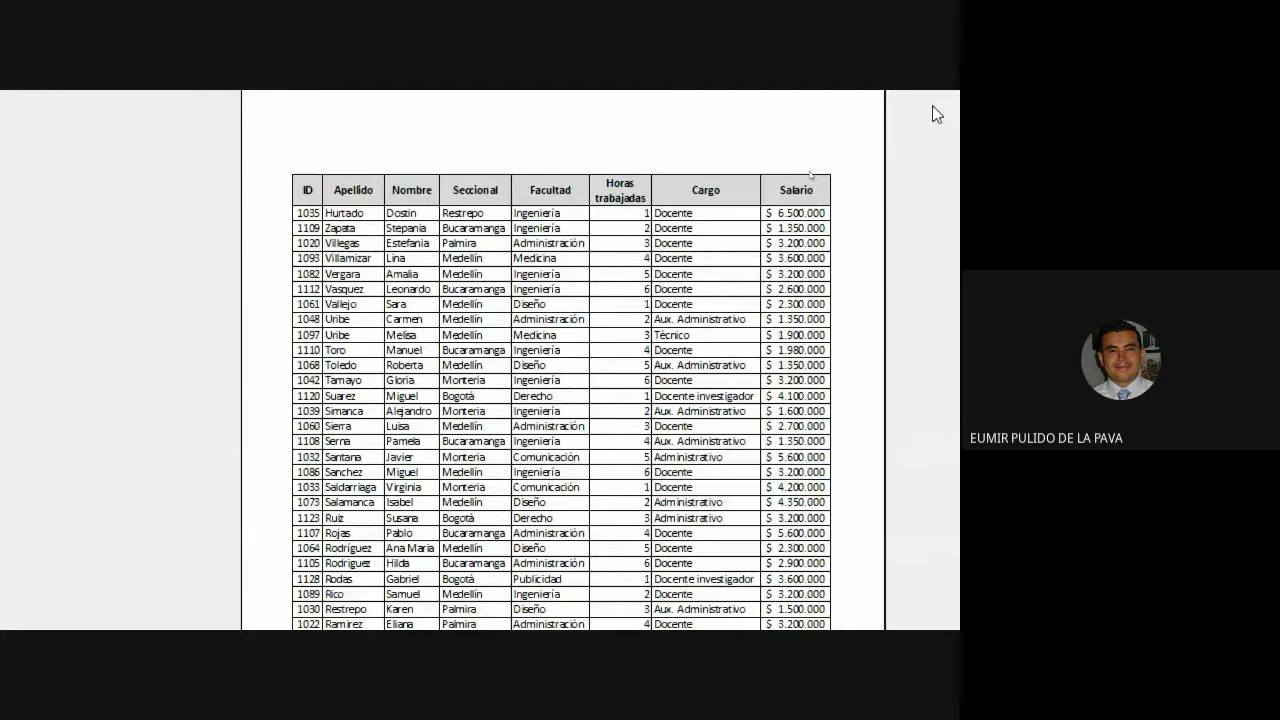 ID Apellido Nombre Seccional Facultad Horas trabajadas Cargo Salario
1035 Hurtado Dostin Restrepo Ingeniería 1 Docente $ 6.500.000
1109 Zapata Stepania Bucaramanga Ingeniería 2 Docente $ 1.350.000
1020 Villegas Estefanía Palmira Administración 3 Docente $ 3.200.000
1093 Villamizar Lina Medellín Medicina 4 Docente $ 3.600.000
1082 Vergara Amalia Medellín Ingeniería 5 Docente $ 3.200.000
1112 Vasquez Leonardo Bucaramanga Ingeniería 6 Docente $ 2.600.000
1061 Vallejo Sara Medellín Diseño 1 Docente $ 2.300.000
1048 Uribe Carmen Medellín Administración 2 Aux. Administrativo $ 1.350.000
1097 Uribe Melisa Medellín Medicina 3 Técnico $ 1.900.000
1110 Toro Manuel Bucaramanga Ingeniería 4 Docente $ 1.980.000
1068 Toledo Roberta Medellín Diseño 5 Aux. Administrativo $ 1.350.000
1042 Tamayo Gloria Monteria Ingeniería 6 Docente $ 3.200.000
1120 Suarez Miguel Bogotá Derecho 1 Docente investigador $ 4.100.000
1039 Simanca Alejandro Monteria Ingeniería 2 Aux. Administrativo $ 1.600.000
1060 Sierra Luisa Medellín Administración 3 Docente $ 2.700.000
1108 Serna Pamela Bucaramanga Ingeniería 4 Aux. Administrativo $ 1.350.000
1032 Santana Javier Monteria Comunicación 5 Administrativo $ 5.600.000
1086 Sanchez Miguel Medellín Ingeniería 6 Docente $ 3.200.000
1033 Saldarriaga Virginia Monteria Comunicación 1 Docente $ 4.200.000
1073 Salamanca Isabel Medellín Diseño 2 Administrativo $ 4.350.000
1123 Ruiz Susana Bogotá Derecho 3 Administrativo $ 3.200.000
1107 Rojas Pablo Bucaramanga Administración 4 Docente $ 5.600.000
1064 Rodríguez Ana Maria Medellín Diseño 5 Docente $ 2.300.000
1105 Rodriguez Hilda Bucaramanga Administración 6 Docente $ 2.900.000
1128 Rodas Gabriel Bogotá Publicidad 1 Docente investigador $ 3.600.000
1089 Rico Samuel Medellín Ingeniería 2 Docente $ 3.200.000
1030 Restrepo Karen Palmira Diseño 3 Aux. Administrativo $ 1.500.000
1022 Ramirez Eliana Palmira Administración 4 Docente $ 3.200.000
EUMIR PULIDO DE LA PAVA